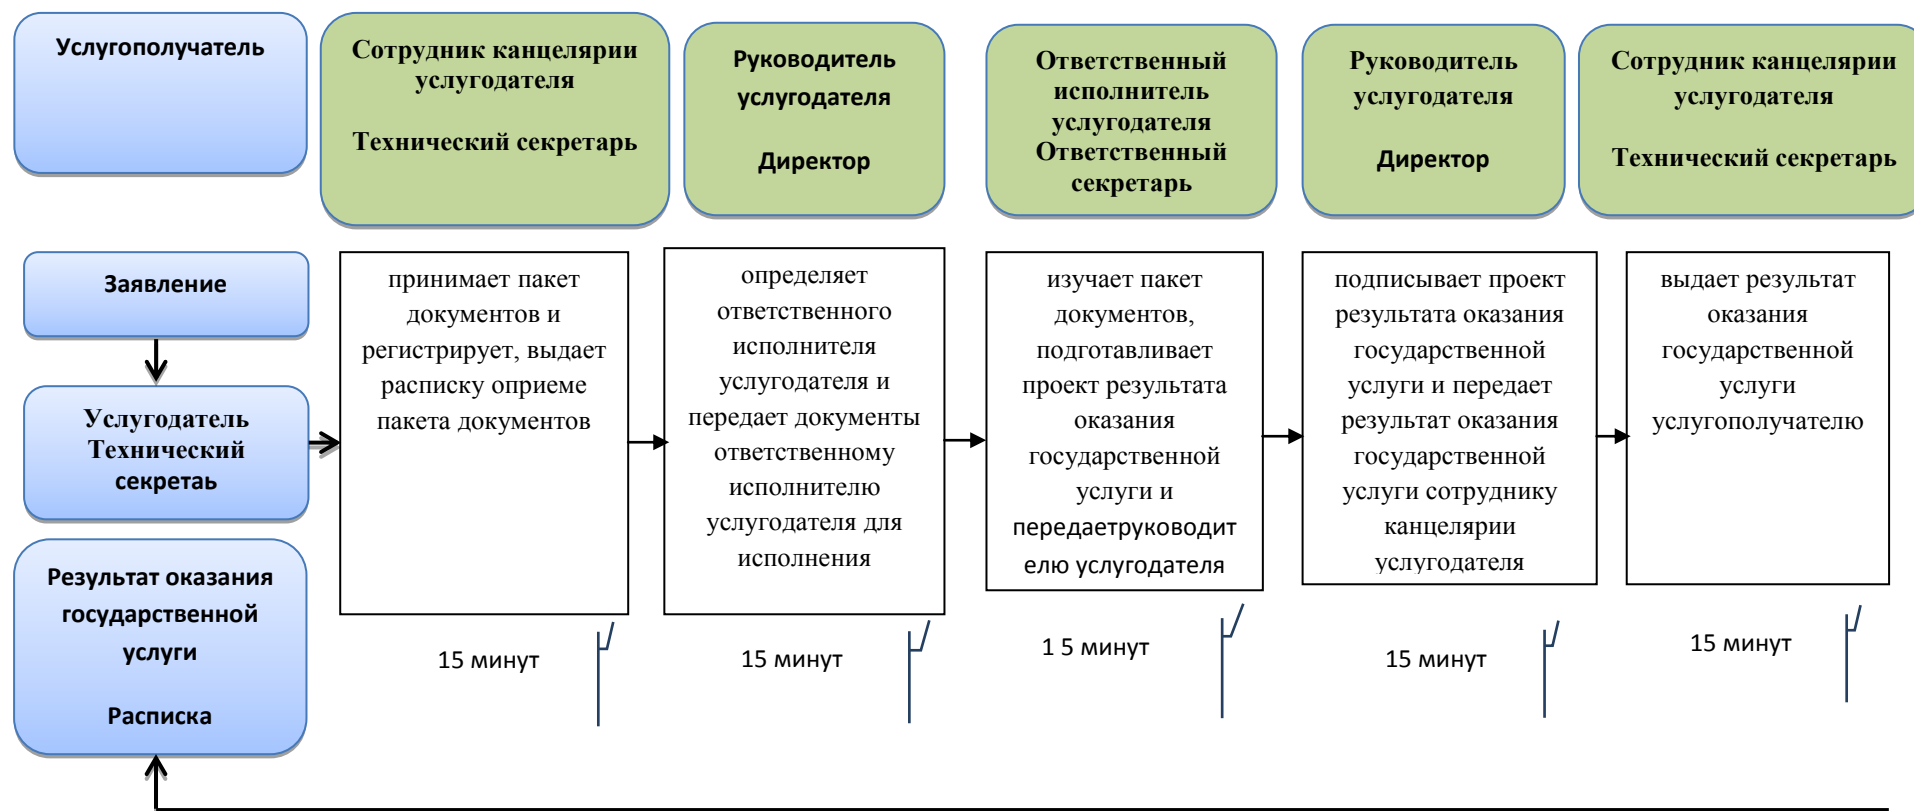 Услугополучатель
Сотрудник канцелярии
услугодателя
Технический секретарь
Руководитель
услугодателя
Директор
Ответственный
исполнитель
услугодателя
Ответственный
секретарь
Руководитель
услугодателя
Директор
Сотрудник канцелярии
услугодателя
Технический секретарь
Заявление
Услугодатель
Технический
секретаь
Результат оказания
государственной
услуги
Расписка
принимает пакет
документов и
регистрирует, выдает
расписку оприеме
пакета документов
определяет
ответственного
исполнителя
услугодателя и
передает документы
ответственному
исполнителю
услугодателя для
исполнения
изучает пакет
документов,
подготавливает
проект результата
оказания
государственной
услуги и
передаетруководит
елю услугодателя
подписывает проект
результата оказания
государственной
услуги и передает
результат оказания
государственной
услуги сотруднику
канцелярии
услугодателя
выдает результат
оказания
государственной
услуги
услугополучателю
15 минут
15 минут
1 5 минут
15 минут
15 минут